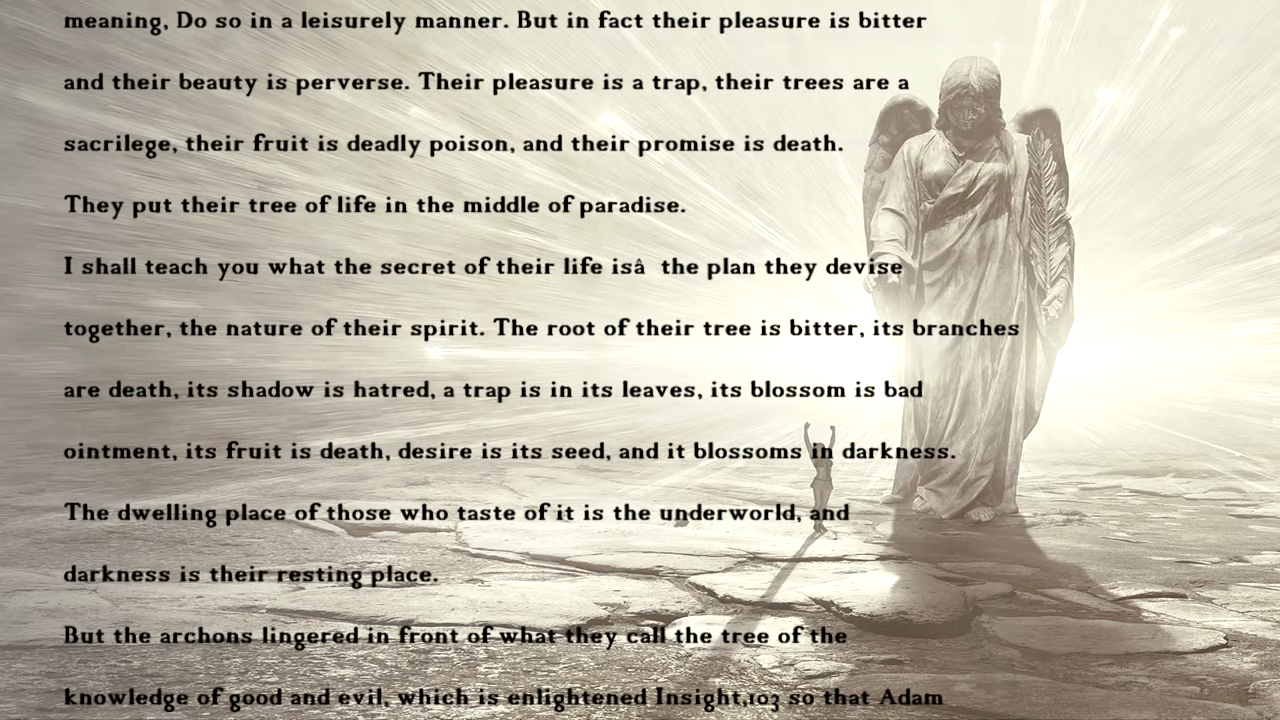 meaning, Do so in a leisurely manner. But in fact their pleasure is bitter
and their beauty is perverse. Their pleasure is a trap, their trees are a
sacrilege, their fruit is deadly poison, and their promise is death.
They put their tree of life in the middle of paradise.
I shall teach you what the secret of their life isâ  the plan they devise
together, the nature of their spirit. The root of their tree is bitter, its branches
are death, its shadow is hatred, a trap is in its leaves, its blossom is bad
ointment, its fruit is death, desire is its seed, and it blossoms in darkness.
The dwelling place of those who taste of it is the underworld, and
darkness is their resting place.
But the archons lingered in front of what they call the tree of the
knowledge of good and evil, which is enlightened Insight,103 so that Adam